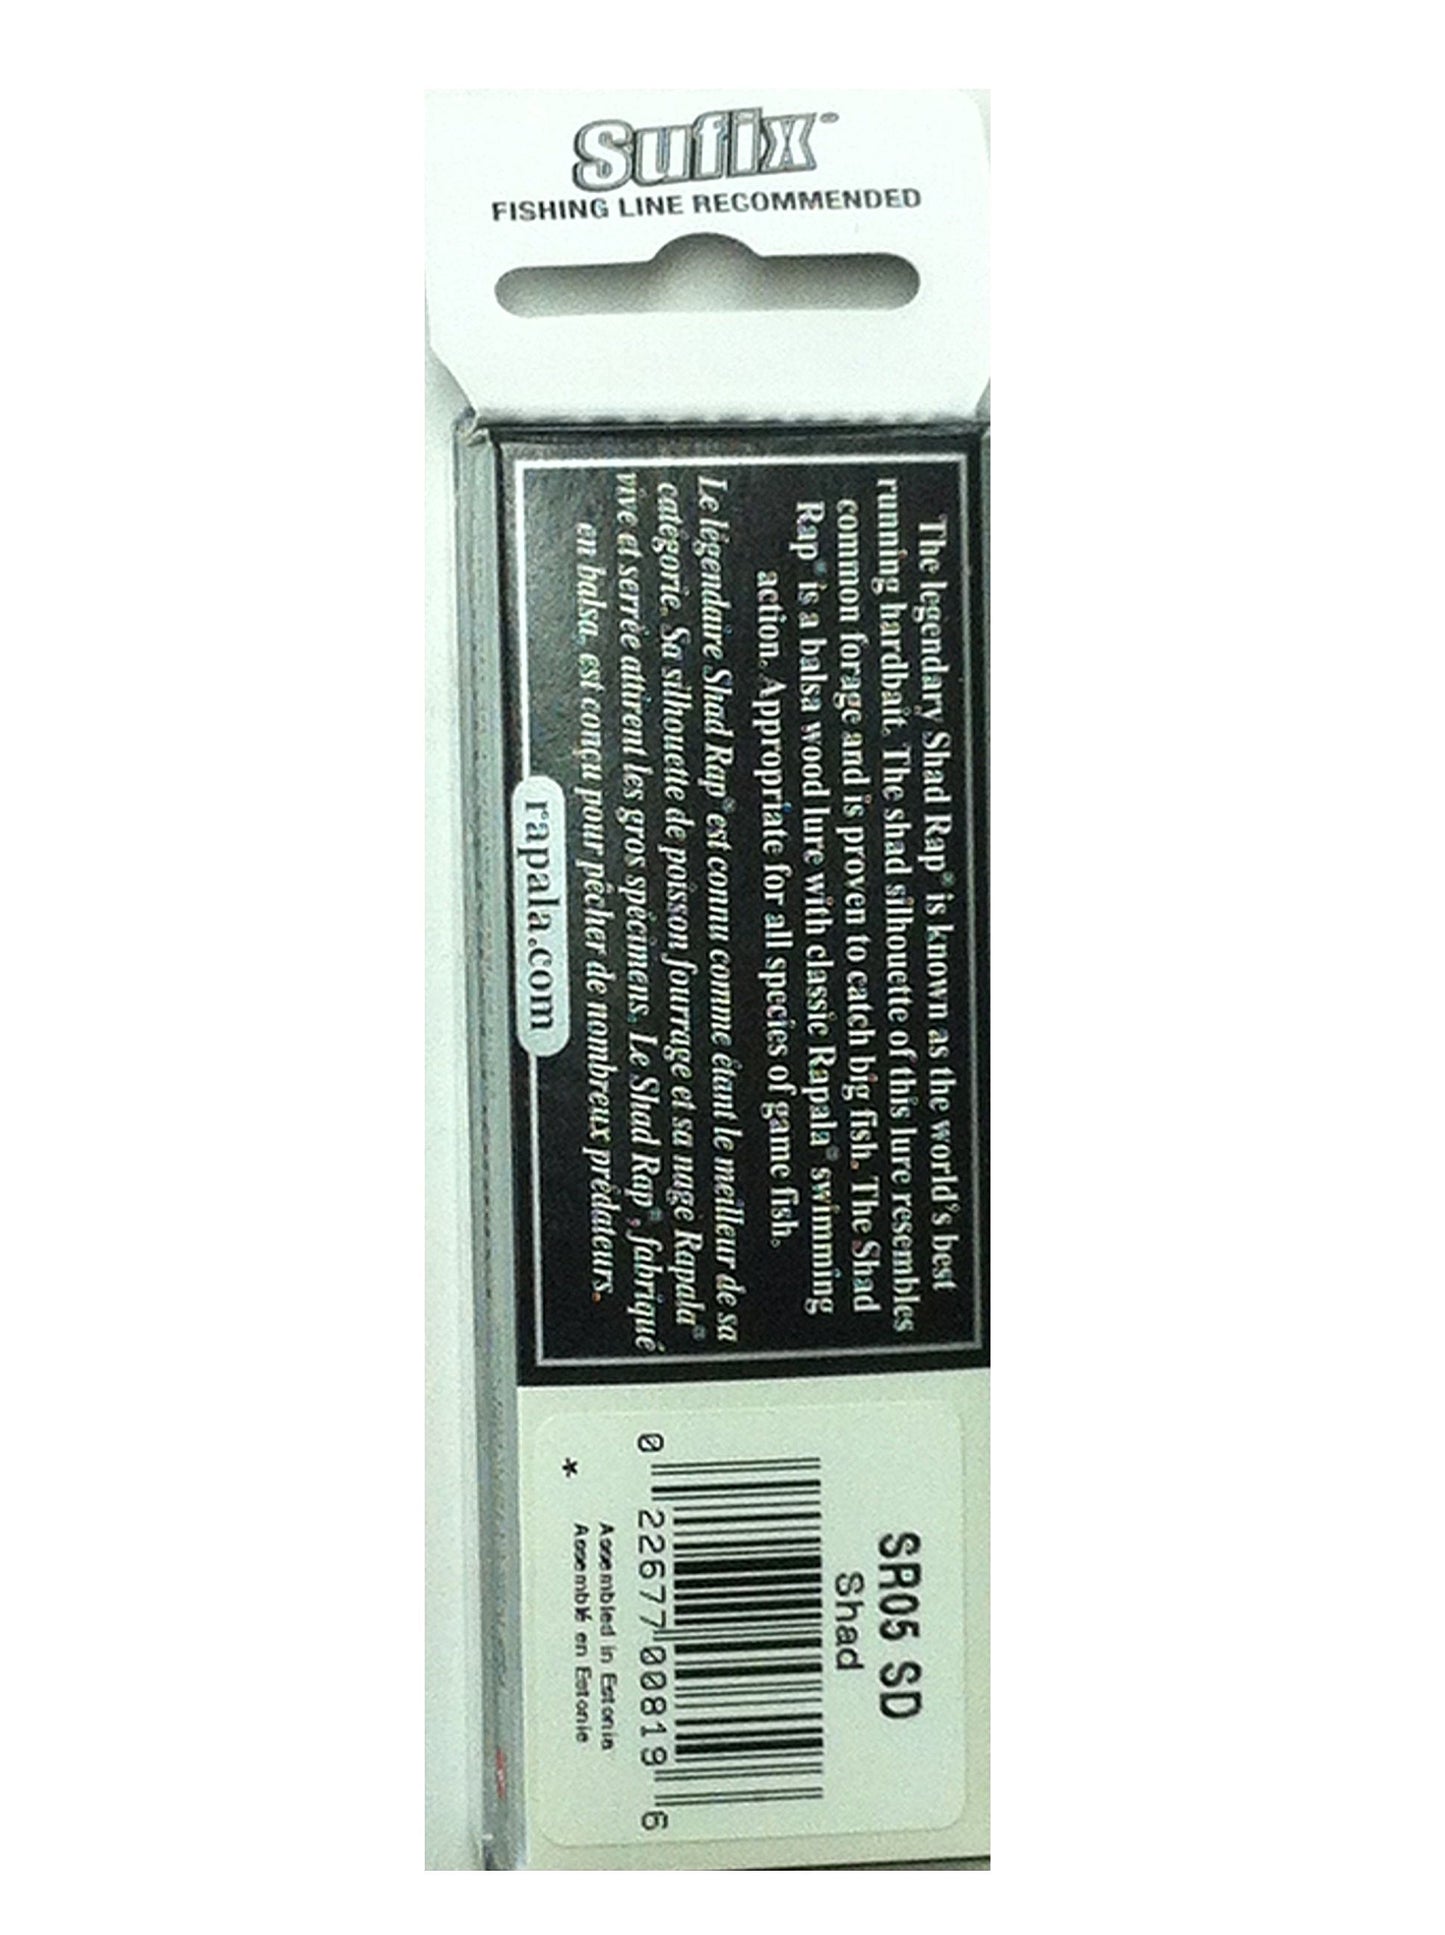 Sufix®
FISHING LINE RECOMMENDED
The legendary Shad Rap® is known as the world's best
running hardbait. The shad silhouette of this lure resembles
common forage and is proven to catch big fish. The Shad
Rap® is a balsa wood lure with classic Rapala® swimming
action. Appropriate for all species of game fish.
Le légendaire Shad Rap® est connu comme étant le meilleur de sa
catégorie. Sa silhouette de poisson fourrage et sa nage Rapala®
vive et serrée attirent les gros spécimens. Le Shad Rap®, fabriqué
en balsa, est conçu pour pêcher de nombreux prédateurs.
rapala.com
SR05 SD
Shad
0 22677 00819 6
Assembled in Estonia
* Assemblé en Estonie